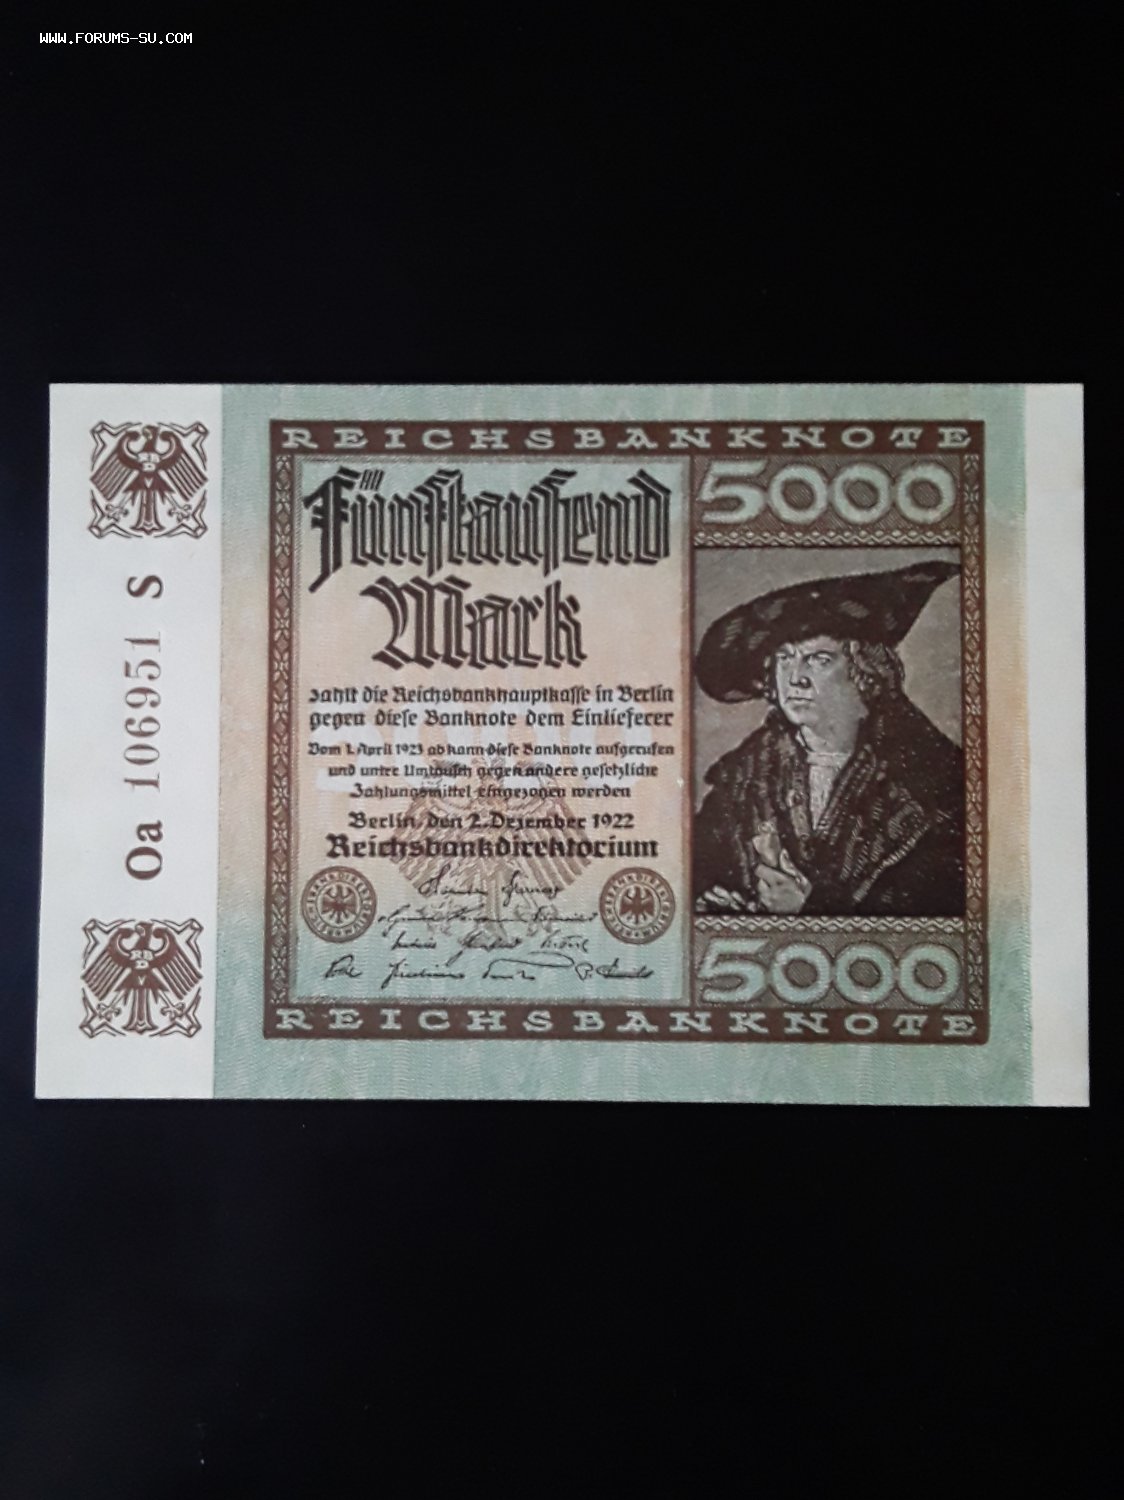 WWW.FORUMS-SU.COM
REICHSBANKNOTE
5000
Fünftausend
Mark
zahlt die Reichsbankhauptkasse in Berlin
gegen diese Banknote dem Einlieferer
Vom 1. April 1923 ab kann diese Banknote aufgerufen
und unter Umtausch gegen andere gesetzliche
Zahlungsmittel eingezogen werden
Berlin, den 2. Dezember 1922
Reichsbankdirektorium
5000
REICHSBANKNOTE
Oa 106951 S
RBD
RBD